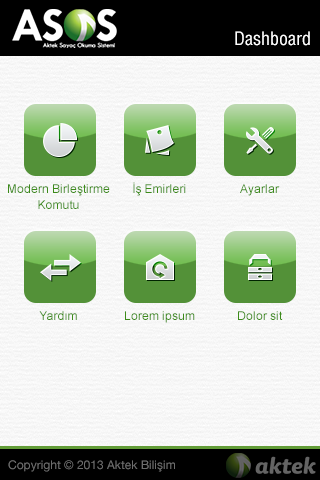 ASOS
Aktek Sayaç Okuma Sistemi
Dashboard
Modern Birleştirme
Komutu
İş Emirleri
Ayarlar
Yardım
Lorem ipsum
Dolor sit
Copyright © 2013 Aktek Bilişim
aktek